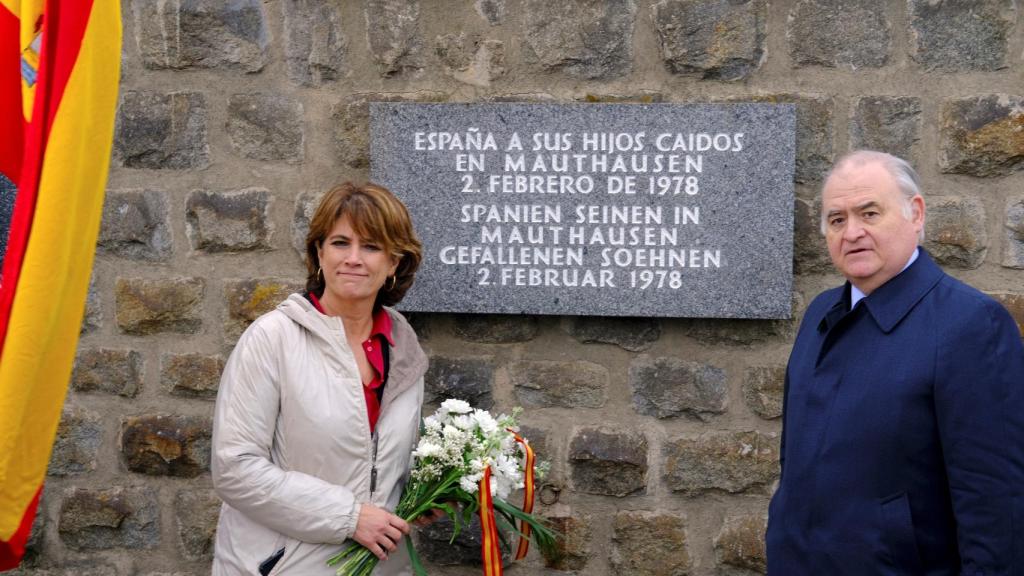 ESPAÑA A SUS HIJOS CAIDOS
EN MAUTHAUSEN
2. FEBRERO DE 1978
SPANIEN SEINEN IN
MAUTHAUSEN
GEFALLENEN SOEHNEN
2. FEBRUAR 1978